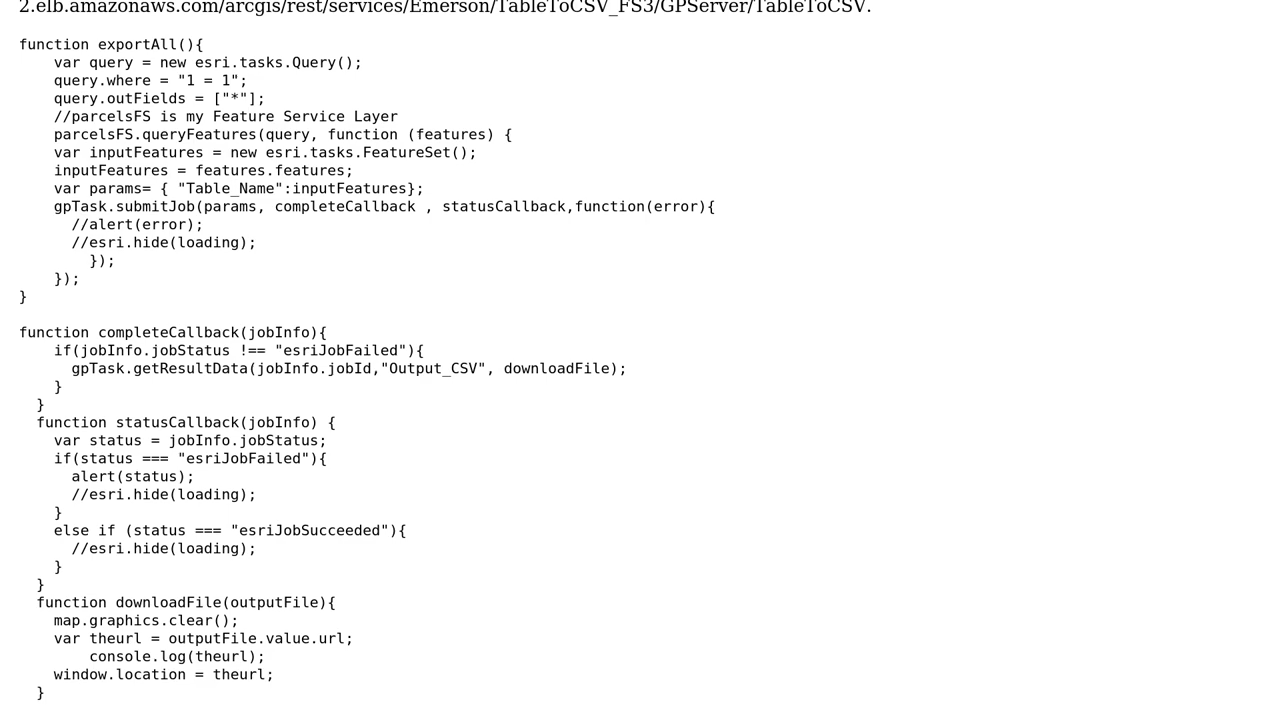 2.elb.amazonaws.com/arcgis/rest/services/Emerson/TableToCSV_FS3/GPServer/TableToCSV.
function exportAll(){
    var query = new esri.tasks.Query();
    query.where = "1 = 1";
    query.outFields = ["*"];
    //parcelsFS is my Feature Service Layer
    parcelsFS.queryFeatures(query, function (features) {
    var inputFeatures = new esri.tasks.FeatureSet();
    inputFeatures = features.features;
    var params= { "Table_Name":inputFeatures};
    gpTask.submitJob(params, completeCallback , statusCallback,function(error){
      //alert(error);
      //esri.hide(loading);
        });
    });
}

function completeCallback(jobInfo){
    if(jobInfo.jobStatus !== "esriJobFailed"){
      gpTask.getResultData(jobInfo.jobId,"Output_CSV", downloadFile);
    }
  }
  function statusCallback(jobInfo) {
    var status = jobInfo.jobStatus;
    if(status === "esriJobFailed"){
      alert(status);
      //esri.hide(loading);
    }
    else if (status === "esriJobSucceeded"){
      //esri.hide(loading);
    }
  }
  function downloadFile(outputFile){
    map.graphics.clear();
    var theurl = outputFile.value.url;
        console.log(theurl);
    window.location = theurl;
  }